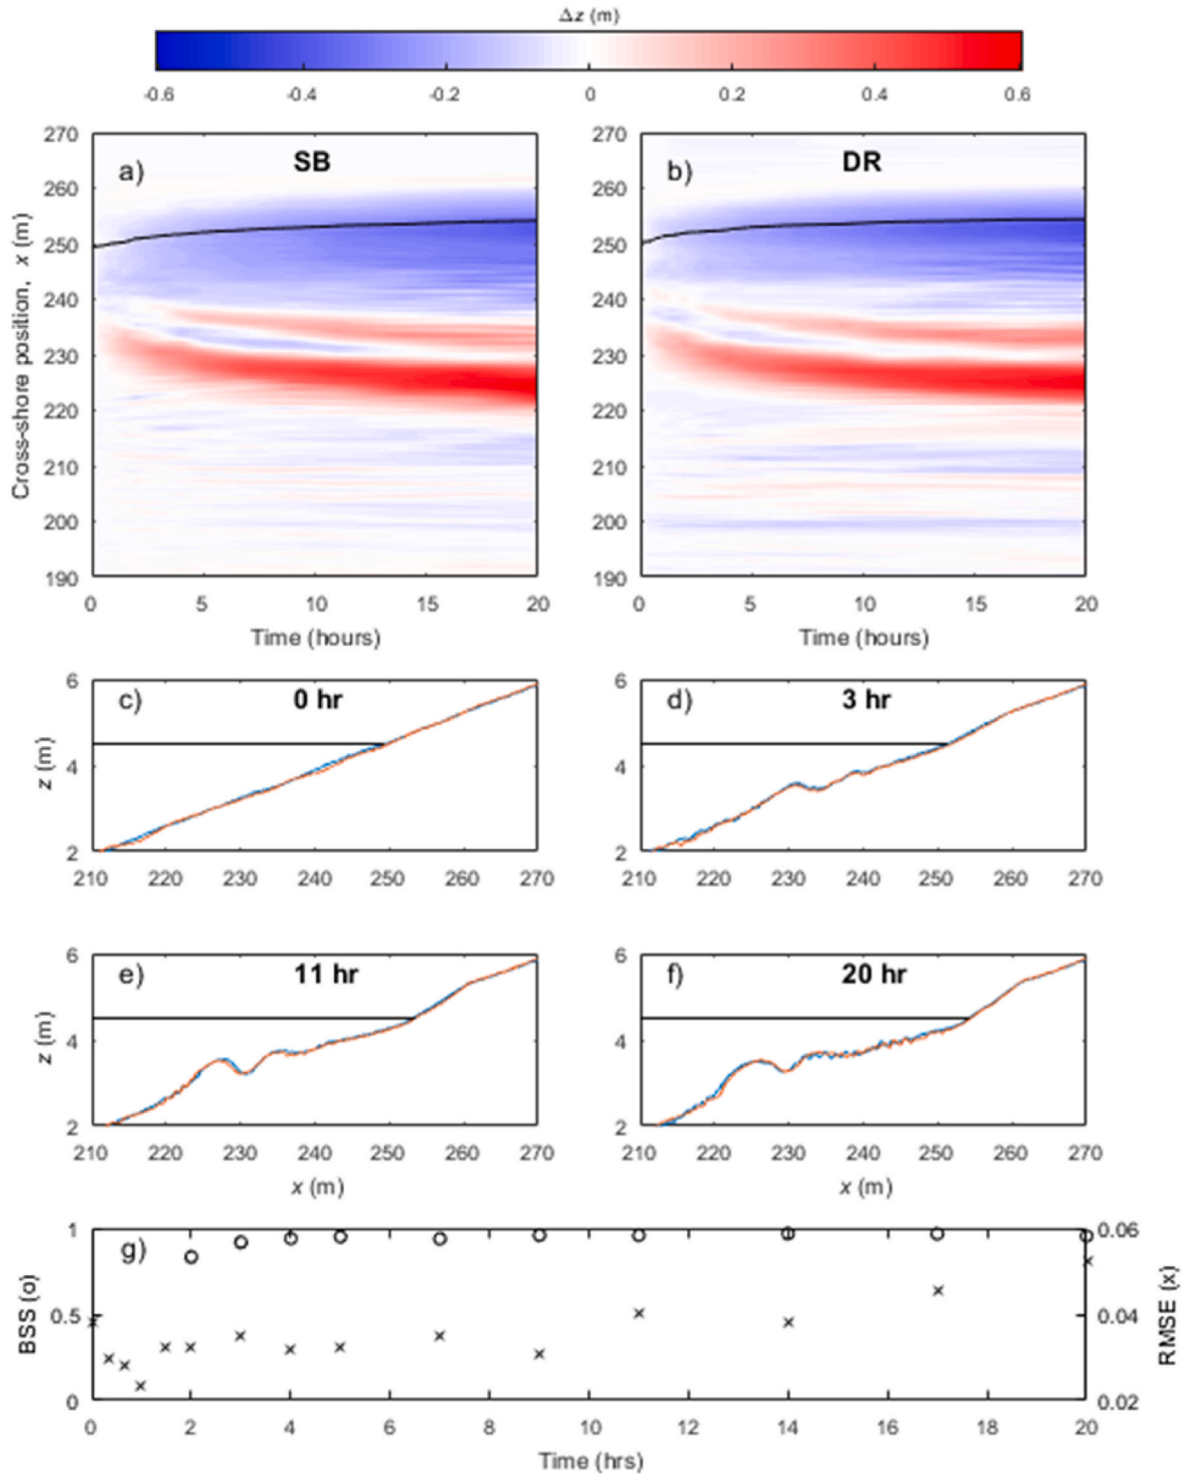 Δz (m)
-0.6 -0.4 -0.2 0 0.2 0.4 0.6
a) SB
270
260
250
240
230
220
210
200
190
Cross-shore position, x (m)
0 5 10 15 20
Time (hours)
b) DR
270
260
250
240
230
220
210
200
190
0 5 10 15 20
Time (hours)
c) 0 hr
6
4
2
z (m)
210 220 230 240 250 260 270
d) 3 hr
6
4
2
210 220 230 240 250 260 270
e) 11 hr
6
4
2
z (m)
210 220 230 240 250 260 270
x (m)
f) 20 hr
6
4
2
210 220 230 240 250 260 270
x (m)
g)
1
0.5
0
BSS (o)
0.06
0.04
0.02
RMSE (x)
0 2 4 6 8 10 12 14 16 18 20
Time (hrs)